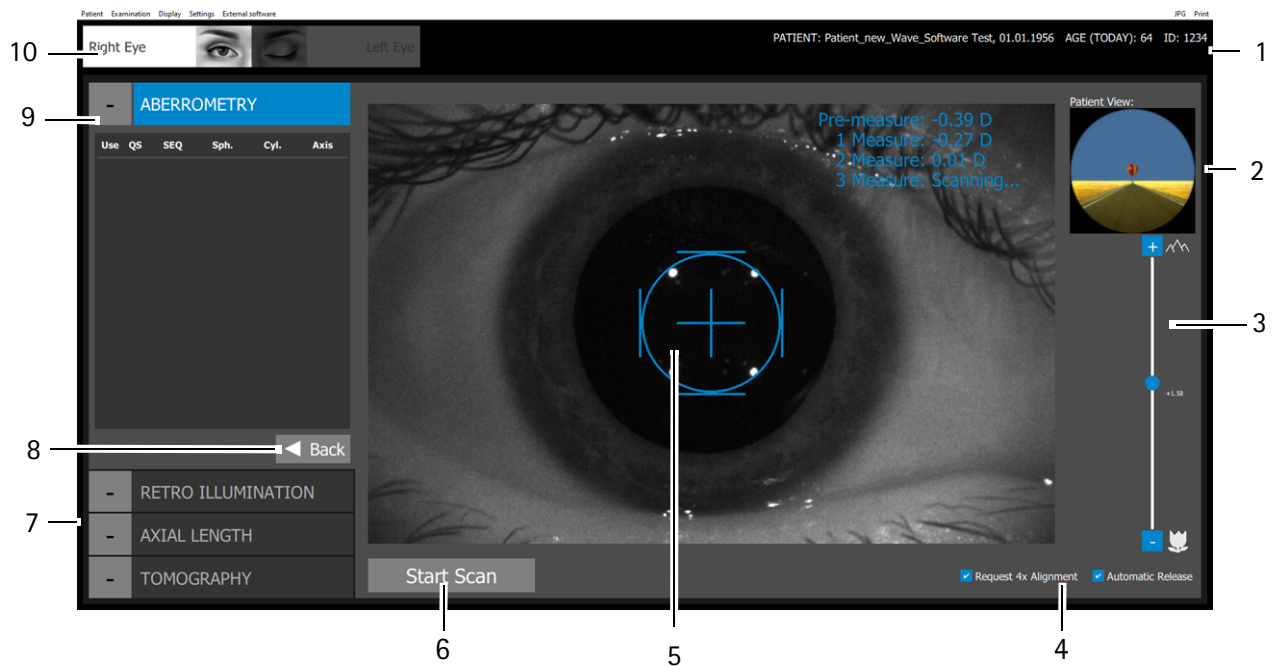 Patient Examination Display Settings External software JPG Print
10 Right Eye Left Eye PATIENT: Patient_new_Wave_Software Test, 01.01.1956 AGE (TODAY): 64 ID: 1234 1
9 - ABERROMETRY
Use QS SEQ Sph. Cyl. Axis
Pre-measure: -0.39 D
1 Measure: -0.27 D
2 Measure: 0.01 D
3 Measure: Scanning...
Patient View:
2
+
3
+1.58
-
8 Back
7 - RETRO ILLUMINATION
- AXIAL LENGTH
- TOMOGRAPHY
Start Scan
Request 4x Alignment Automatic Release
6 5 4